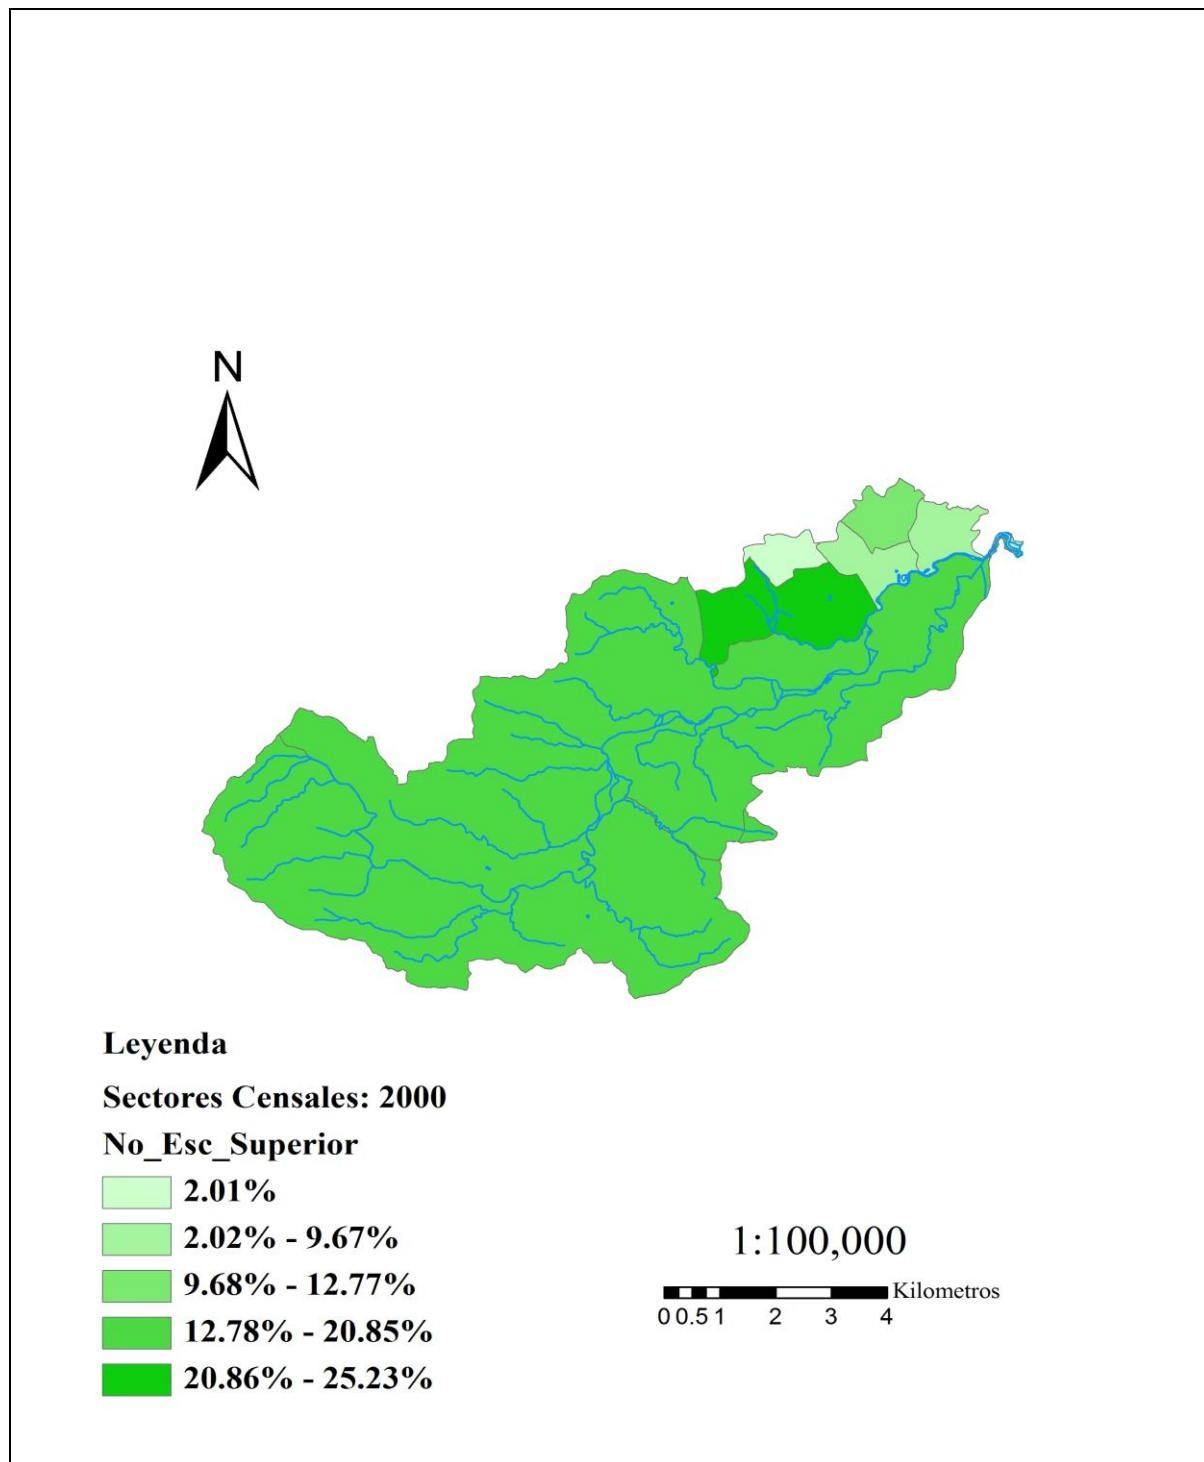 N
Leyenda
Sectores Censales: 2000
No_Esc_Superior
2.01%
2.02% - 9.67%
9.68% - 12.77%
12.78% - 20.85%
20.86% - 25.23%
1:100,000
Kilometros
0 0.5 1 2 3 4